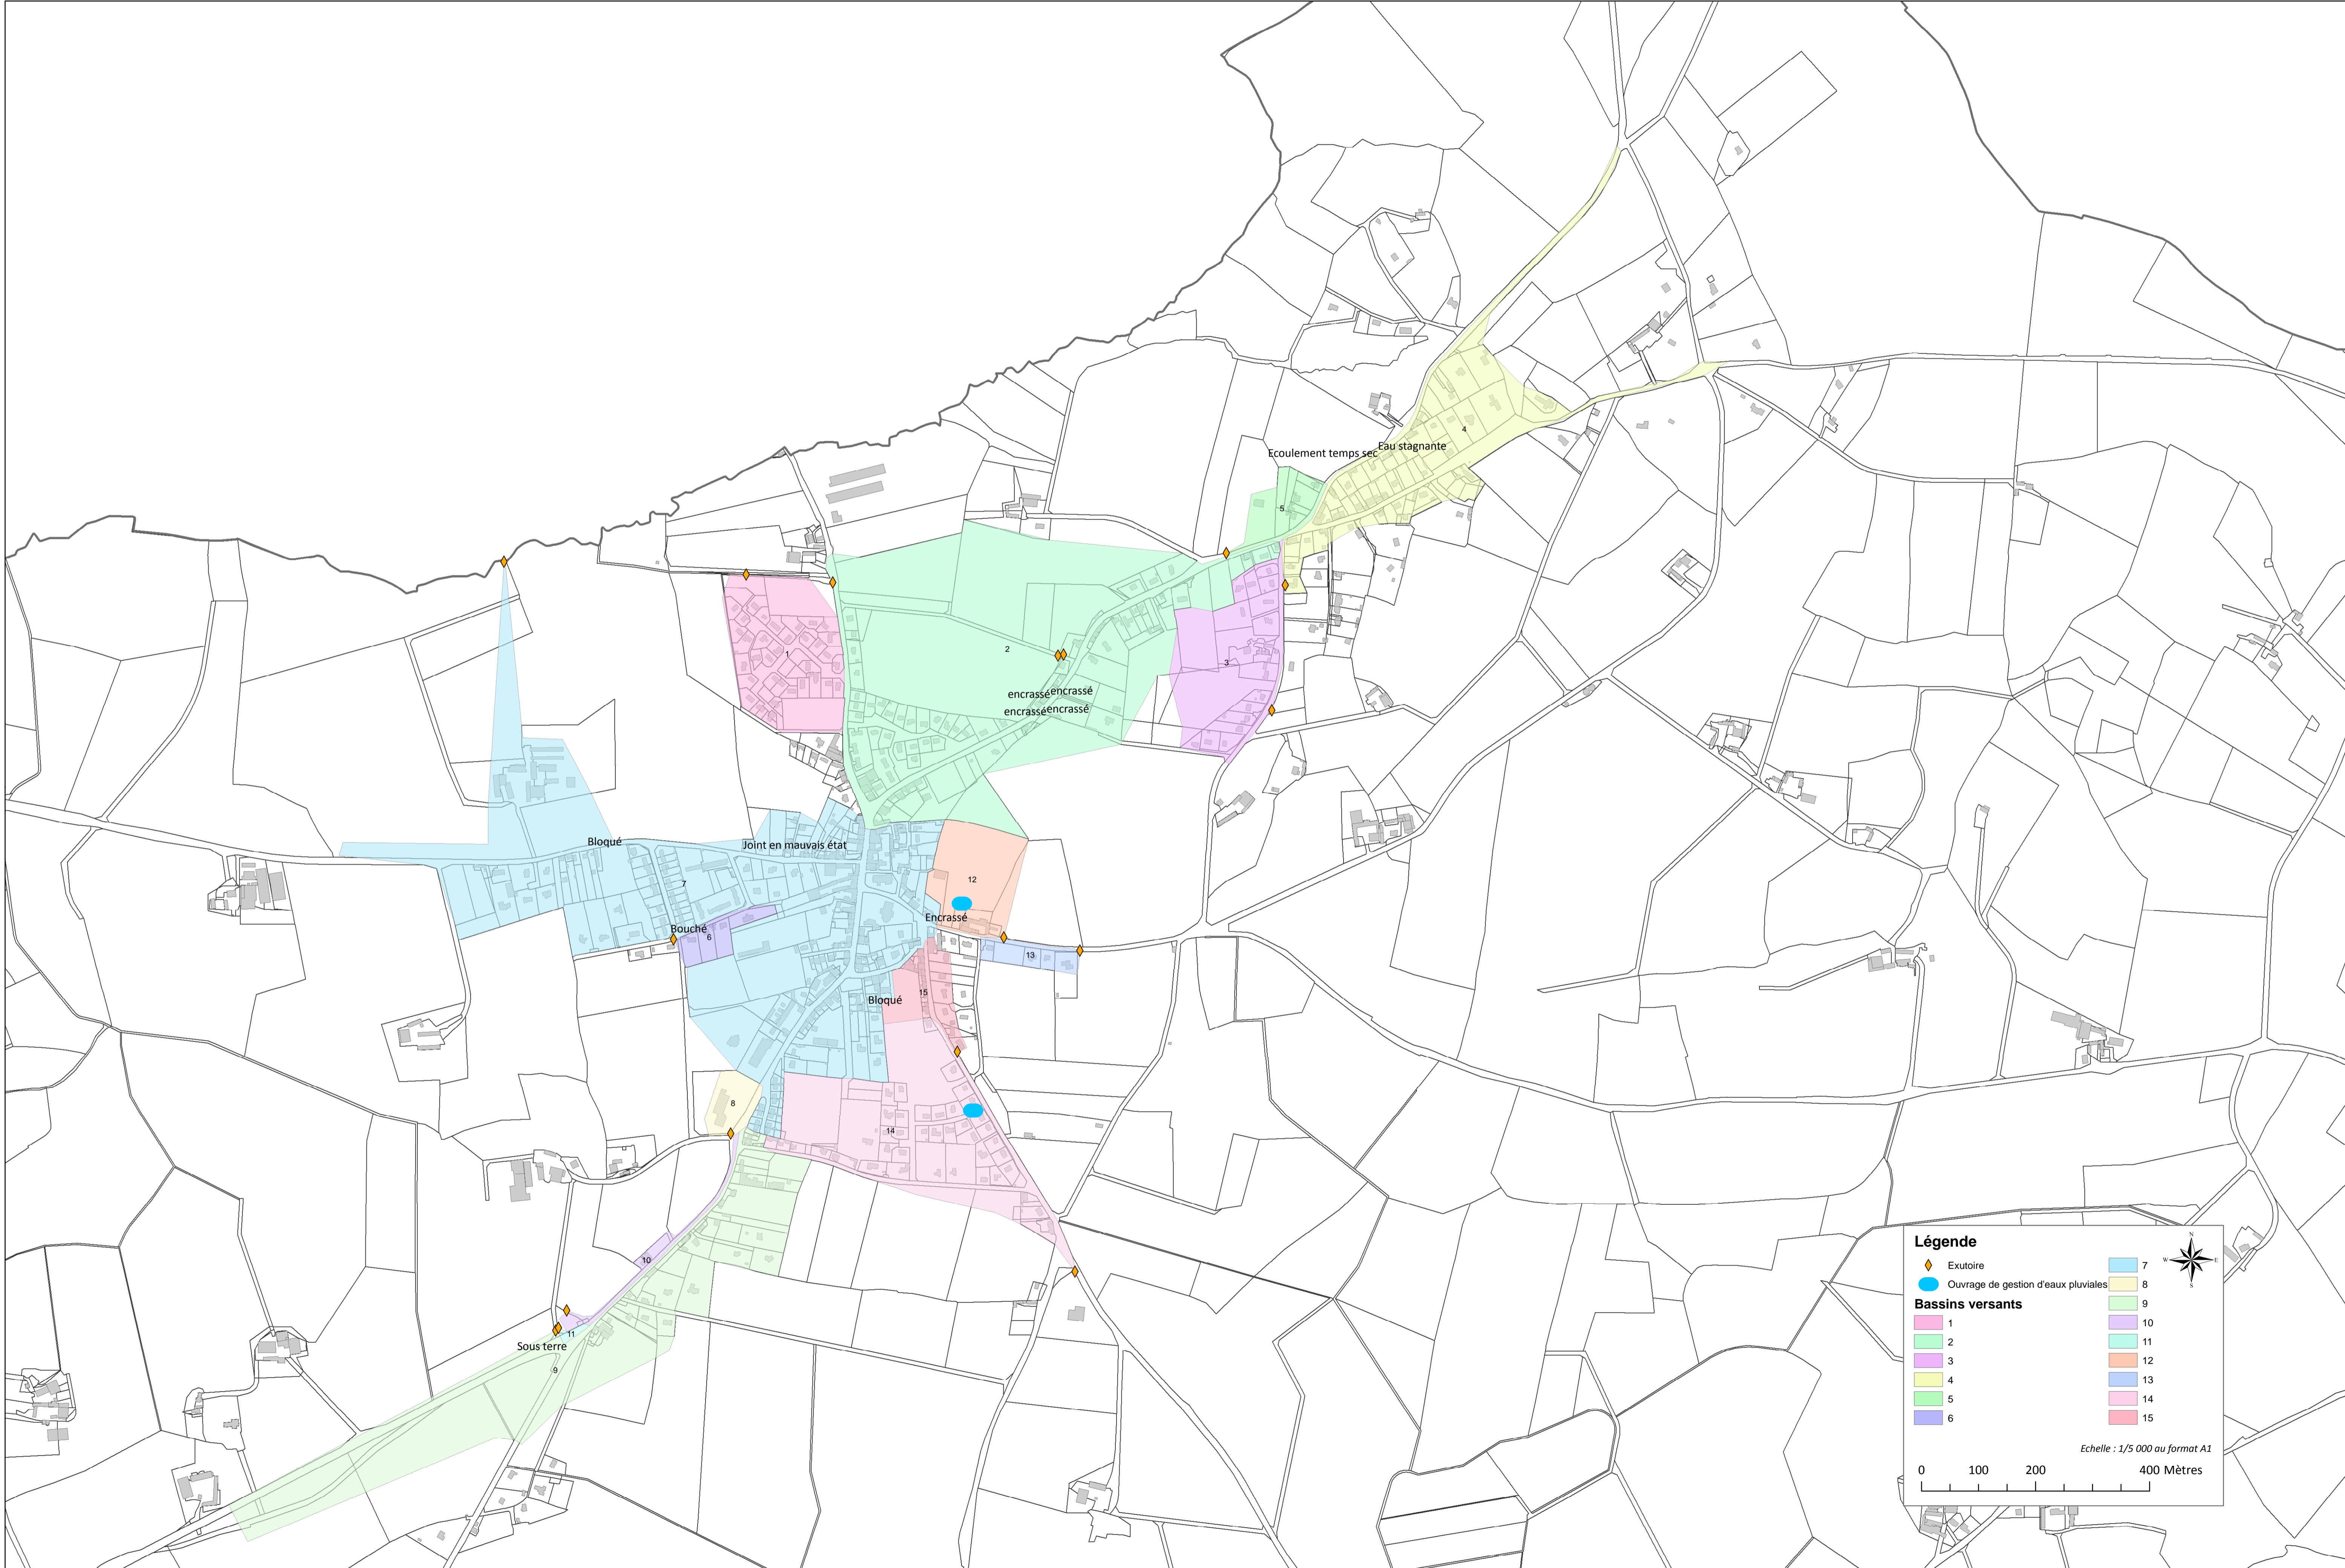 4
Eau stagnante
Ecoulement temps sec
5
1
2
3
encrassé
encrassé
encrassé
encrassé
Bloqué
Joint en mauvais état
7
12
Encrassé
Bouché
6
13
15
Bloqué
8
14
10
11
Sous terre
9
Légende
N
W
E
S
Exutoire
Ouvrage de gestion d'eaux pluviales
Bassins versants
1
2
3
4
5
6
7
8
9
10
11
12
13
14
15
Echelle : 1/5 000 au format A1
0 100 200 400 Mètres